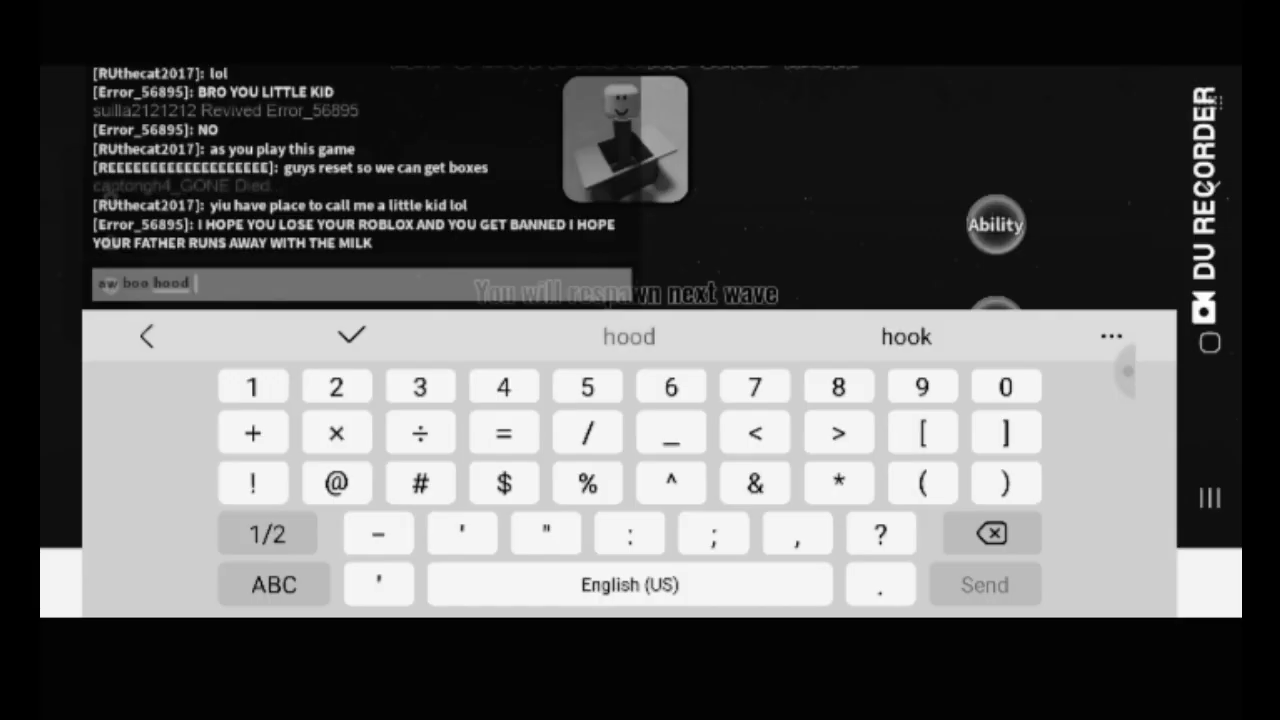 [RUthecat2017]: lol
[Error_56895]: BRO YOU LITTLE KID
suilla2121212 Revived Error_56895
[Error_56895]: NO
[RUthecat2017]: as you play this game
[REEEEEEEEEEEEEEEEEEE]: guys reset so we can get boxes
captongh4_GONE Died...
[RUthecat2017]: yiu have place to call me a little kid lol
[Error_56895]: I HOPE YOU LOSE YOUR ROBLOX AND YOU GET BANNED I HOPE
YOUR FATHER RUNS AWAY WITH THE MILK
Ability
aw boo hood
You will respawn next wave
DU RECORDER
hood hook ...
1 2 3 4 5 6 7 8 9 0
+ × ÷ = / _ < > [ ]
! @ # $ % ^ & * ( )
1/2 - ' " : ; , ?
ABC ' English (US) . Send